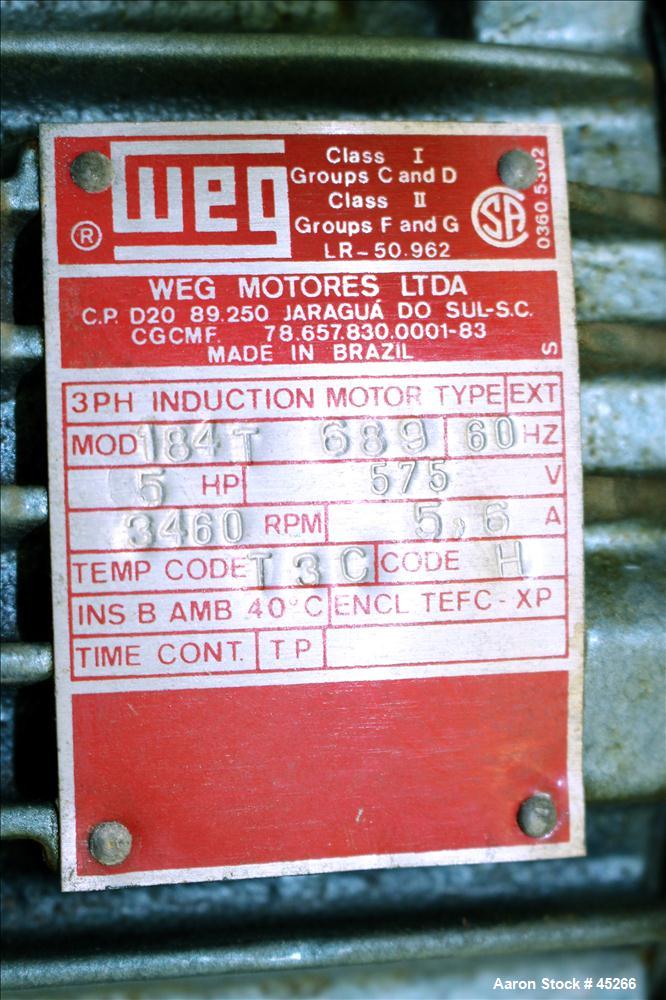 weg
®
Class I
Groups C and D
Class II
Groups F and G
LR-50.962
SA
0360.5302
WEG MOTORES LTDA
C.P. D20 89.250 JARAGUÁ DO SUL-S.C.
CGCMF. 78.657.830.0001-83
MADE IN BRAZIL
S
3PH INDUCTION MOTOR TYPE EXT
MOD 184T 689 60 HZ
5 HP 575 V
3460 RPM 5,6 A
TEMP CODE T3C CODE H
INS B AMB 40°C ENCL TEFC-XP
TIME CONT. TP
Aaron Stock # 45266